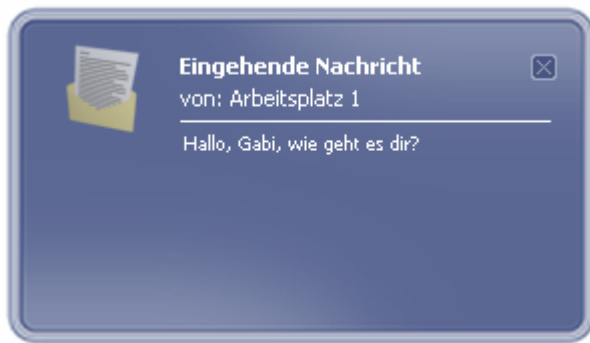 Eingehende Nachricht
von: Arbeitsplatz 1
Hallo, Gabi, wie geht es dir?